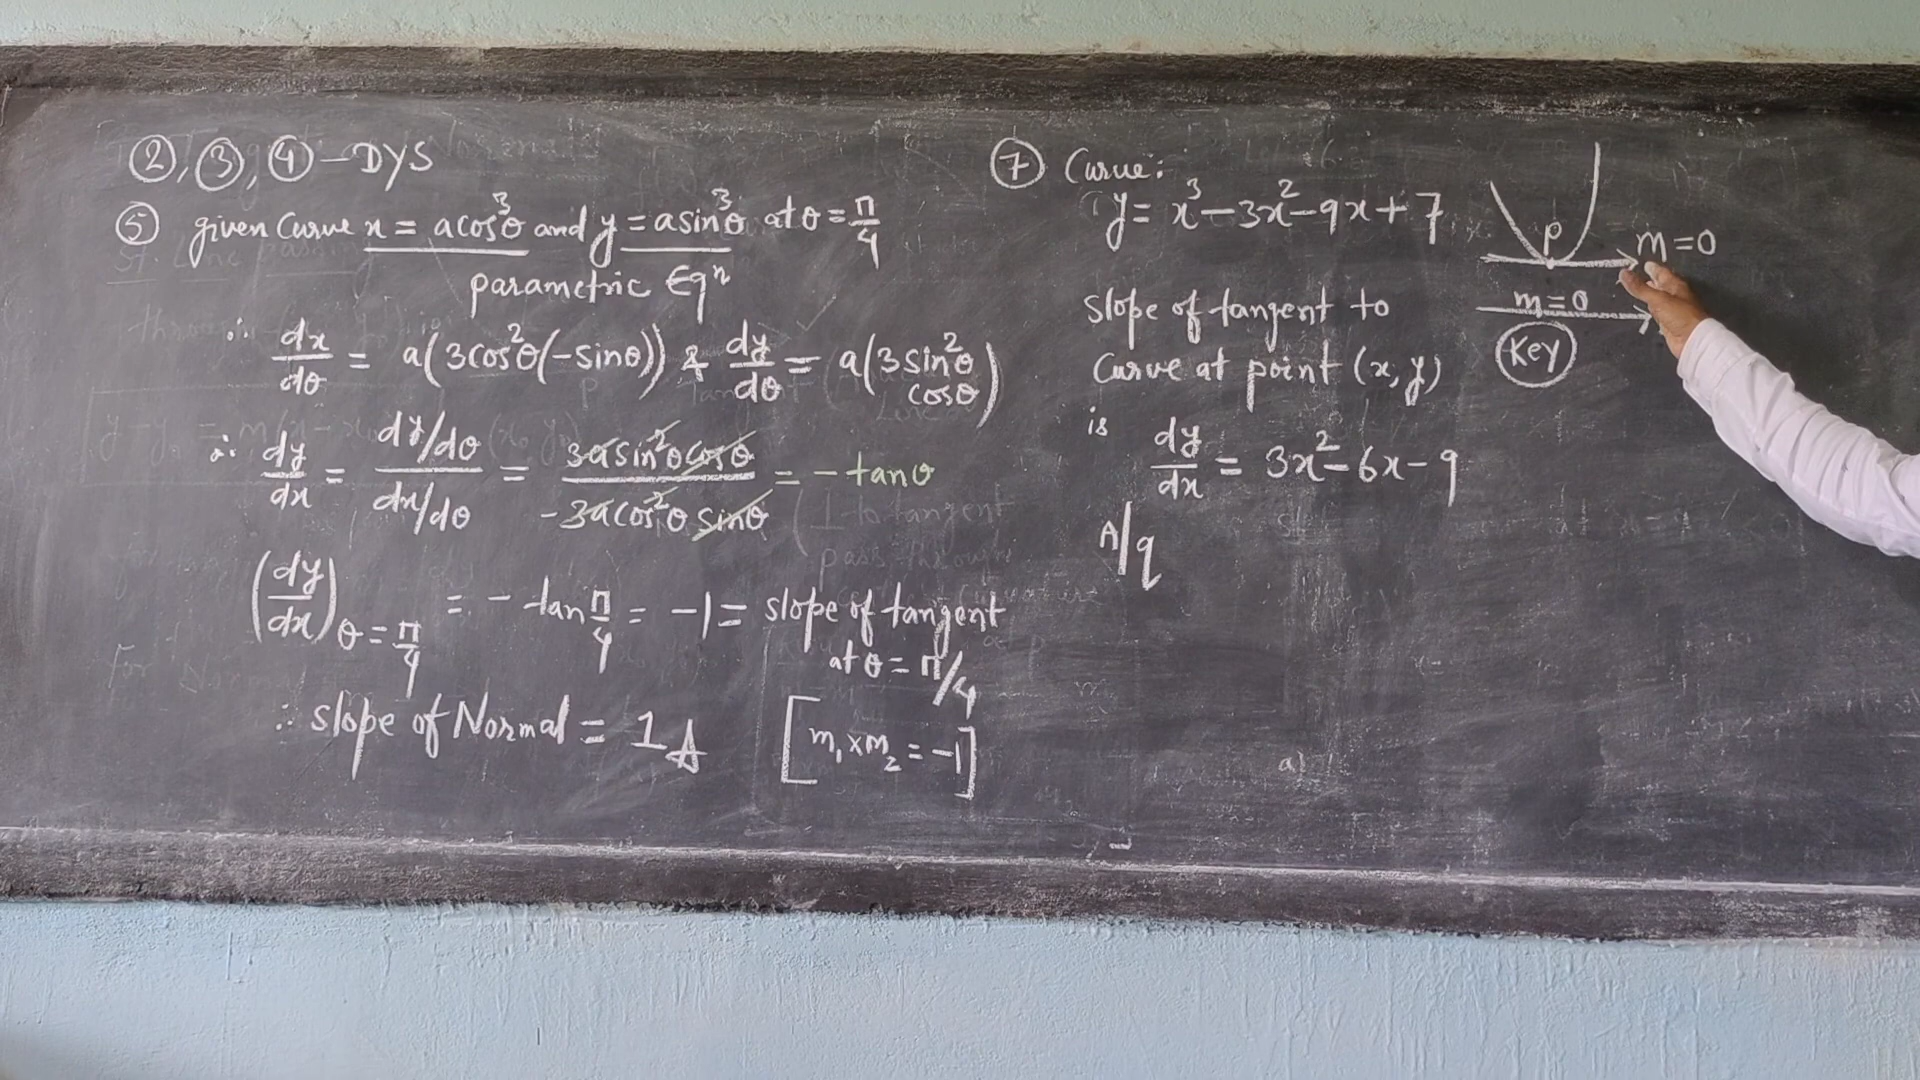 ②, ③, ④ - DYS
⑤ given Curve x = acos³θ and y = asin³θ at θ = π/4
parametric Eqⁿ
∴ dx/dθ = a(3cos²θ(-sinθ)) & dy/dθ = a(3sin²θ cosθ)
∴ dy/dx = dy/dθ / dx/dθ = 3asin²θcosθ / -3acos²θ sinθ = -tanθ
(dy/dx)θ=π/4 = -tan π/4 = -1 = slope of tangent
at θ = π/4
∴ slope of Normal = 1 A [m₁ × m₂ = -1]
⑦ Curve:
y = x³ - 3x² - 9x + 7
P
m = 0
m = 0
Key
slope of tangent to
Curve at point (x, y)
is dy/dx = 3x² - 6x - 9
A/q